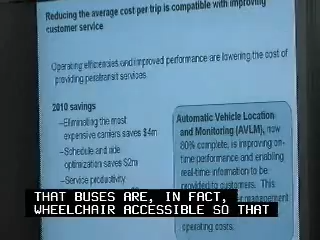 Reducing the average cost per trip is compatible with improving
customer service
Operating efficiencies and improved performance are lowering the cost of
providing paratransit services
2010 savings
–Eliminating the most
expensive carriers saves $4m
–Schedule and ride
optimization saves $2m
–Service productivity
Automatic Vehicle Location
and Monitoring (AVLM), now
80% complete, is improving on-
time performance and enabling
real-time information to be
provided to customers. This
management
operating costs.
THAT BUSES ARE, IN FACT,
WHEELCHAIR ACCESSIBLE SO THAT